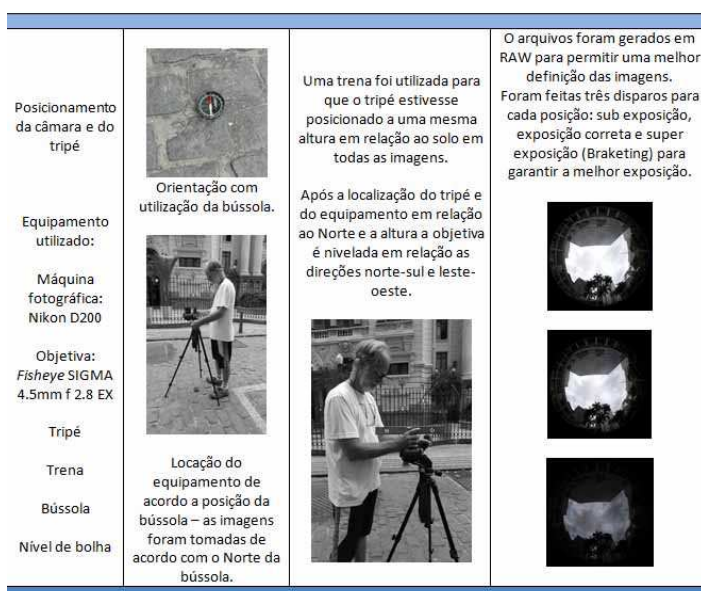 Posicionamento
da câmara e do
tripé
Equipamento
utilizado:
Máquina
fotográfica:
Nikon D200
Objetiva:
Fisheye SIGMA
4.5mm f 2.8 EX
Tripé
Trena
Bússola
Nível de bolha
Orientação com
utilização da bússola.
Locação do
equipamento de
acordo a posição da
bússola – as imagens
foram tomadas de
acordo com o Norte da
bússola.
Uma trena foi utilizada para
que o tripé estivesse
posicionado a uma mesma
altura em relação ao solo em
todas as imagens.
Após a localização do tripé e
do equipamento em relação
ao Norte e a altura a objetiva
é nivelada em relação as
direções norte-sul e leste-
oeste.
O arquivos foram gerados em
RAW para permitir uma melhor
definição das imagens.
Foram feitas três disparos para
cada posição: sub exposição,
exposição correta e super
exposição (Braketing) para
garantir a melhor exposição.